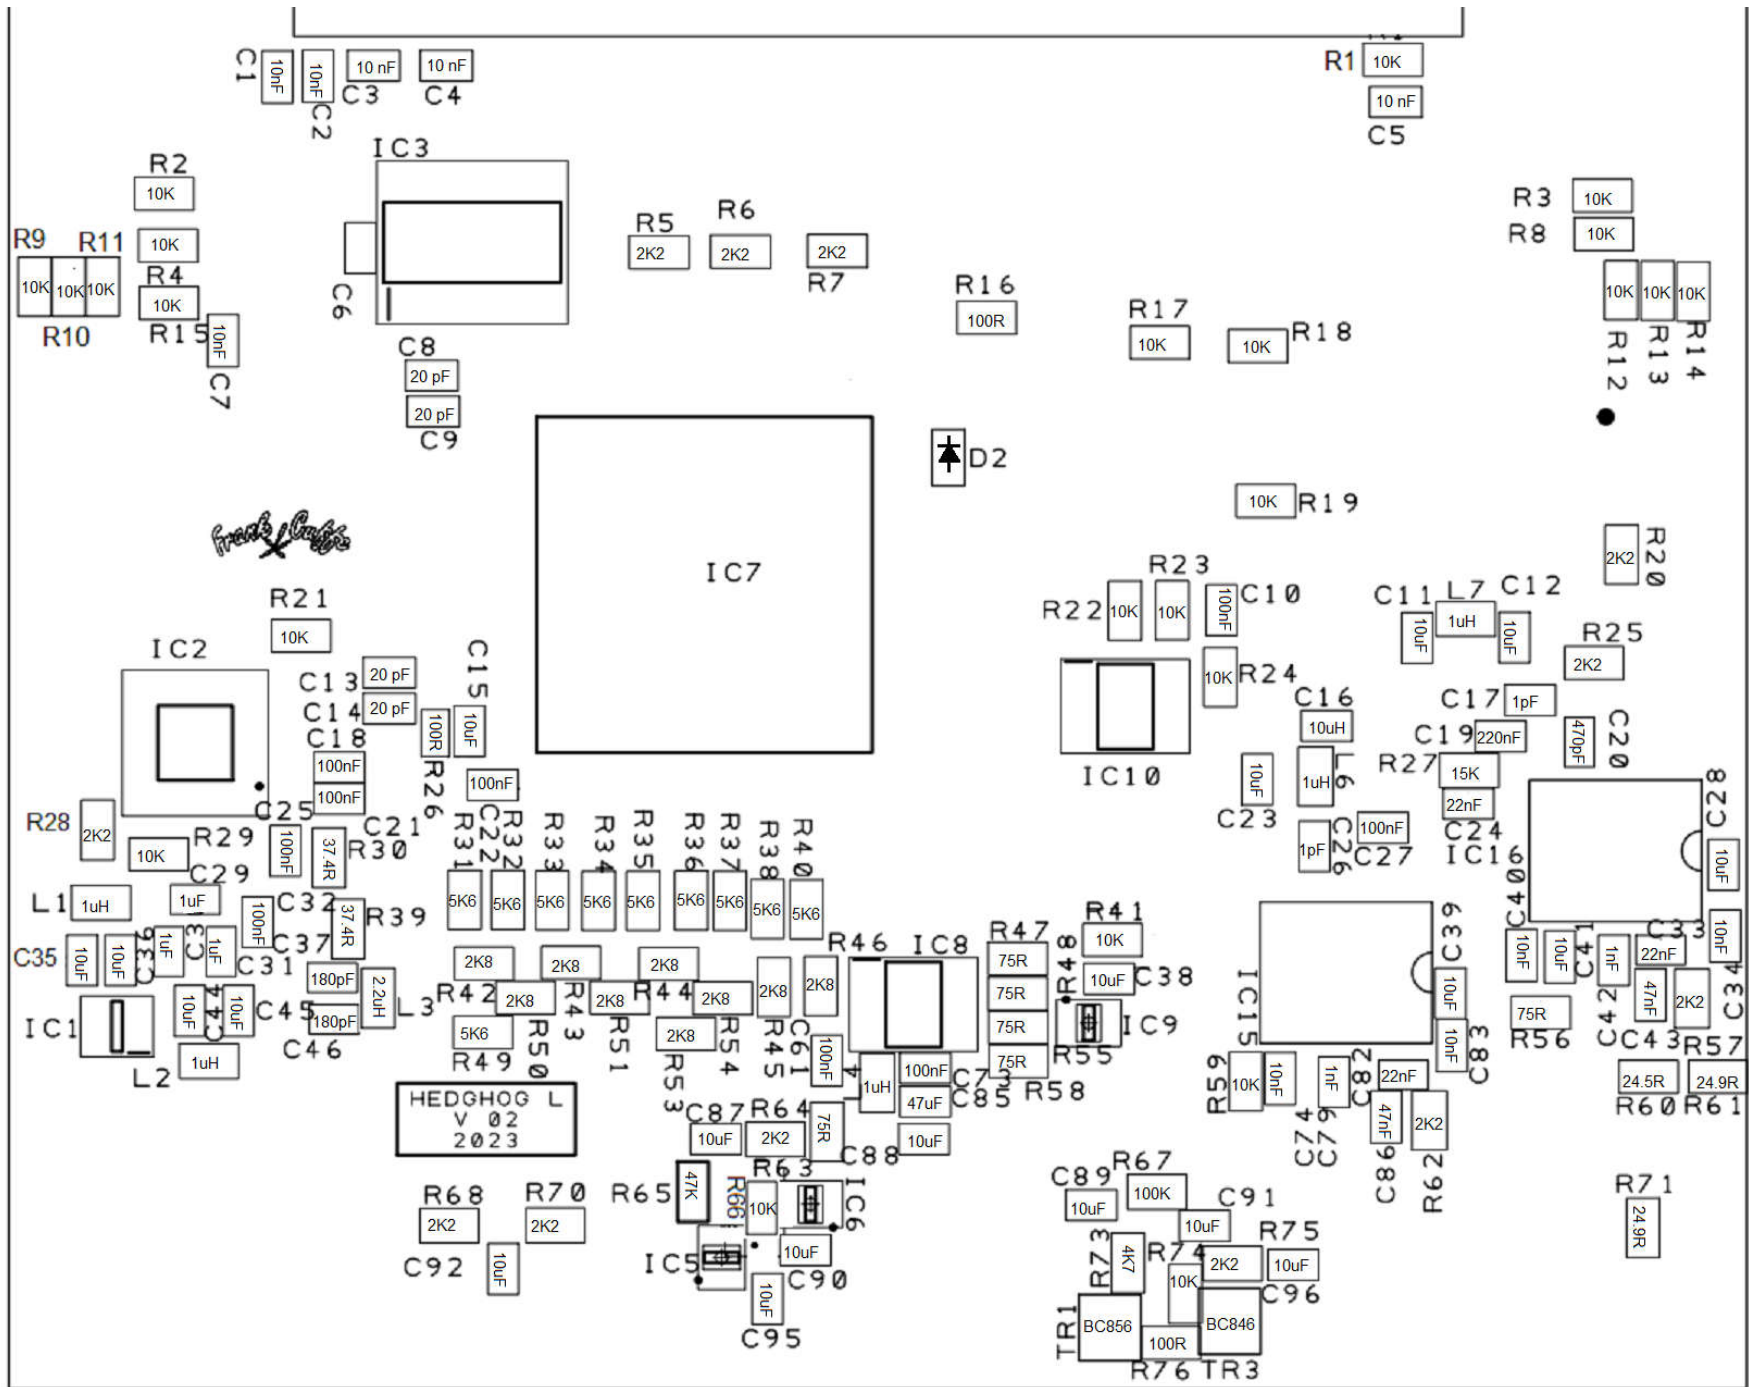 C1
10nF
10nF
C2
10 nF
C3
10 nF
C4
R1
10K
10 nF
C5
IC3
C6
R2
10K
R9
R11
10K
R4
10K
10K
10K
R10
10K
R15
10nF
C7
R5
2K2
R6
2K2
2K2
R7
R3
10K
R8
10K
10K
10K
10K
R12
R13
R14
R16
100R
R17
10K
10K
R18
C8
20 pF
20 pF
C9
D2
10K
R19
Frank Cuffe
IC7
2K2
R20
R21
10K
IC2
C13
20 pF
C14
20 pF
C15
10uF
100R
R26
C18
100nF
100nF
C21
100nF
C22
R22
10K
R23
10K
100nF
C10
10K
R24
IC10
C11
10uF
L7
1uH
C12
10uF
R25
2K2
C16
10uH
C17
1pF
C19
220nF
470pF
C20
1uH
L6
R27
15K
10uF
C23
22nF
C24
1pF
C26
100nF
C27
IC16
C28
10uF
R28
2K2
10K
R29
C25
100nF
37.4R
R30
C29
1uF
L1
1uH
C32
100nF
37.4R
R39
C35
10uF
10uF
C36
1uF
C3
1uF
C31
C37
180pF
2.2uH
L3
IC1
10uF
C44
10uF
C45
180pF
C46
1uH
L2
R31
R32
R33
R34
R35
R36
R37
R38
R40
5K6
5K6
5K6
5K6
5K6
5K6
5K6
5K6
5K6
2K8
2K8
2K8
2K8
2K8
R46
R42
2K8
R43
2K8
R44
2K8
5K6
R49
R50
R51
2K8
R53
R54
R45
C61
100nF
IC8
R47
75R
75R
75R
75R
R48
R41
10K
10uF
C38
IC9
R55
R58
4
1uH
100nF
C73
47uF
C85
10uF
C88
HEDGHOG L
V 02
2023
C87
10uF
R64
2K2
75R
R63
R65
47K
R66
10K
IC6
IC5
10uF
C90
10uF
C95
R68
2K2
R70
2K2
C92
10uF
IC15
C39
10uF
10nF
C83
C40
10nF
10uF
C41
1nF
C42
C33
22nF
10nF
C34
47nF
C43
2K2
75R
R56
R57
24.5R
R60
24.9R
R61
R59
10K
10nF
C74
1nF
C79
C82
22nF
47nF
C86
2K2
R62
R71
24.9R
C89
10uF
R67
100K
C91
10uF
R73
4K7
R74
10K
2K2
R75
10uF
C96
TR1
BC856
100R
R76
BC846
TR3